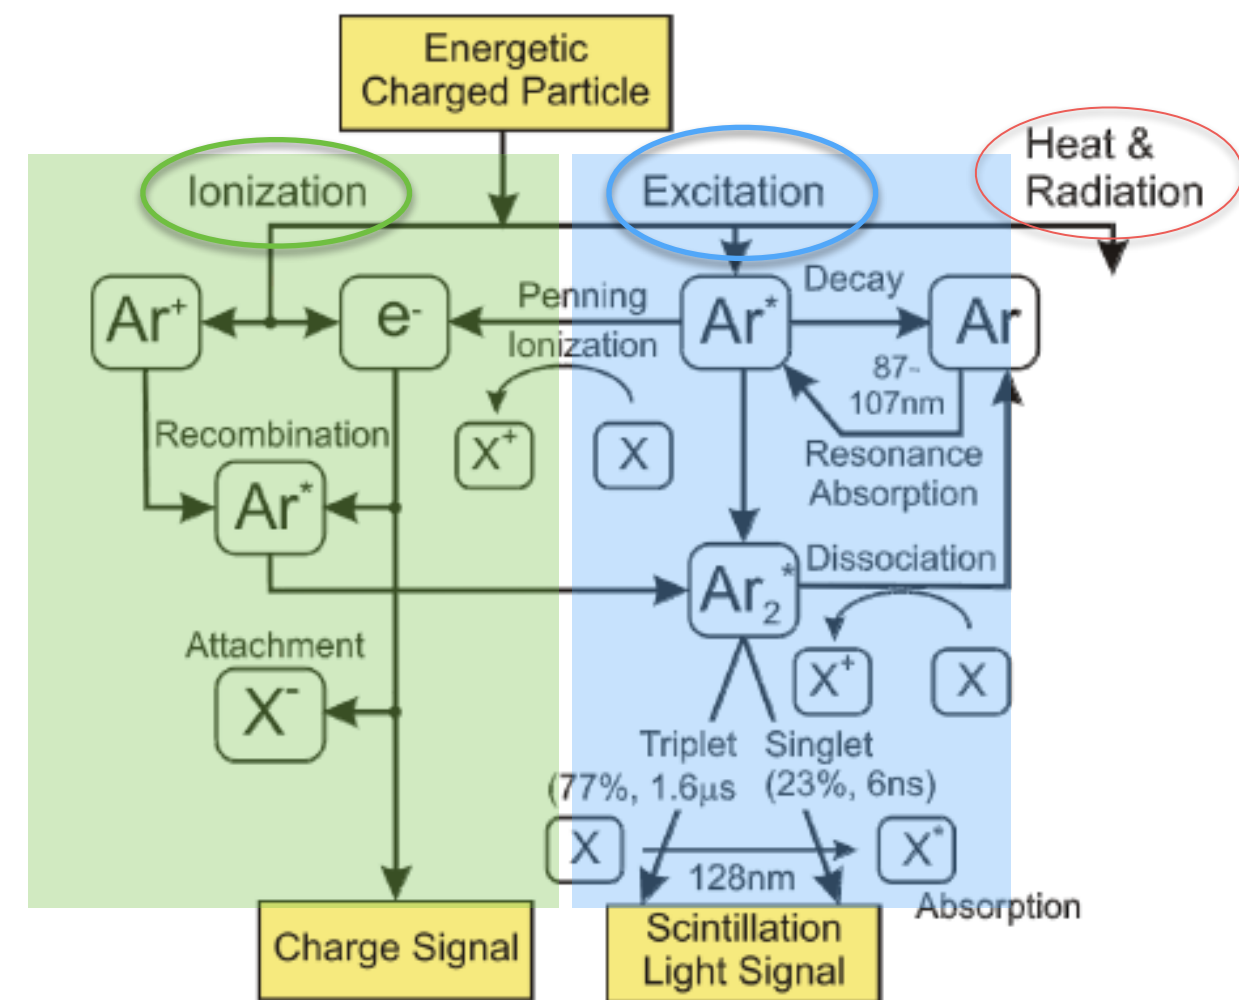 Energetic
Charged Particle
Ionization
Excitation
Heat &
Radiation
Ar⁺
e⁻
Penning
Ionization
Ar*
Decay
Ar
87-
107nm
Resonance
Absorption
Recombination
X⁺
X
Ar*
Ar₂*
Dissociation
X⁺
X
Attachment
X⁻
Triplet
(77%, 1.6μs
Singlet
(23%, 6ns)
X
128nm
X*
Absorption
Charge Signal
Scintillation
Light Signal